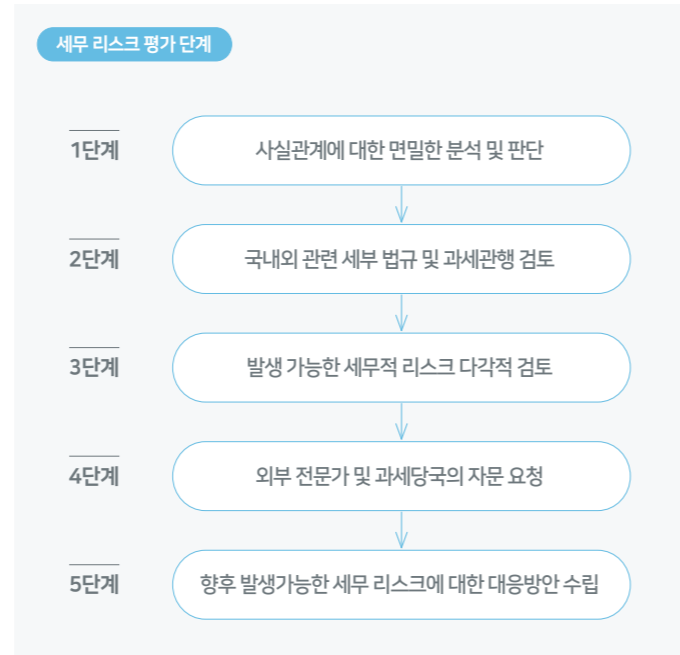 세무 리스크 평가 단계
1단계
사실관계에 대한 면밀한 분석 및 판단
2단계
국내외 관련 세부 법규 및 과세관행 검토
3단계
발생 가능한 세무적 리스크 다각적 검토
4단계
외부 전문가 및 과세당국의 자문 요청
5단계
향후 발생가능한 세무 리스크에 대한 대응방안 수립